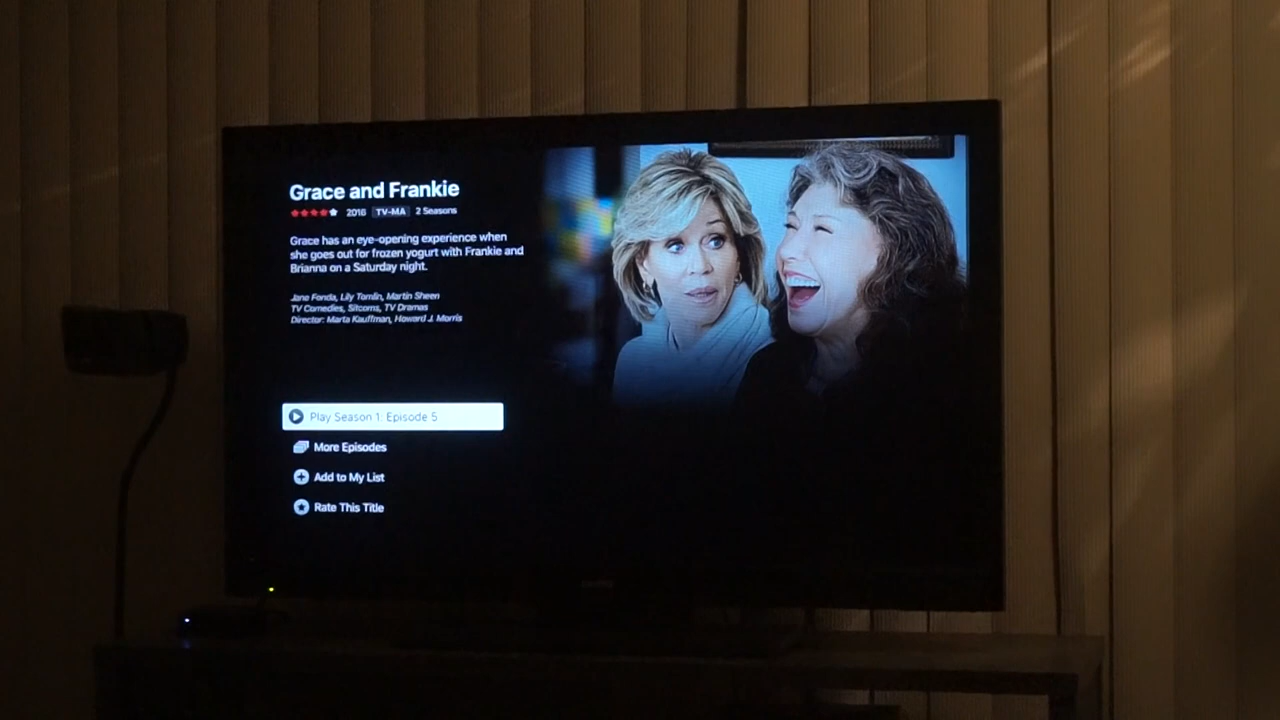 Grace and Frankie
2016 TV-MA 2 Seasons
Grace has an eye-opening experience when
she goes out for frozen yogurt with Frankie and
Brianna on a Saturday night.
Jane Fonda, Lily Tomlin, Martin Sheen
TV Comedies, Sitcoms, TV Dramas
Director: Marta Kauffman, Howard J. Morris
Play Season 1: Episode 5
More Episodes
Add to My List
Rate This Title